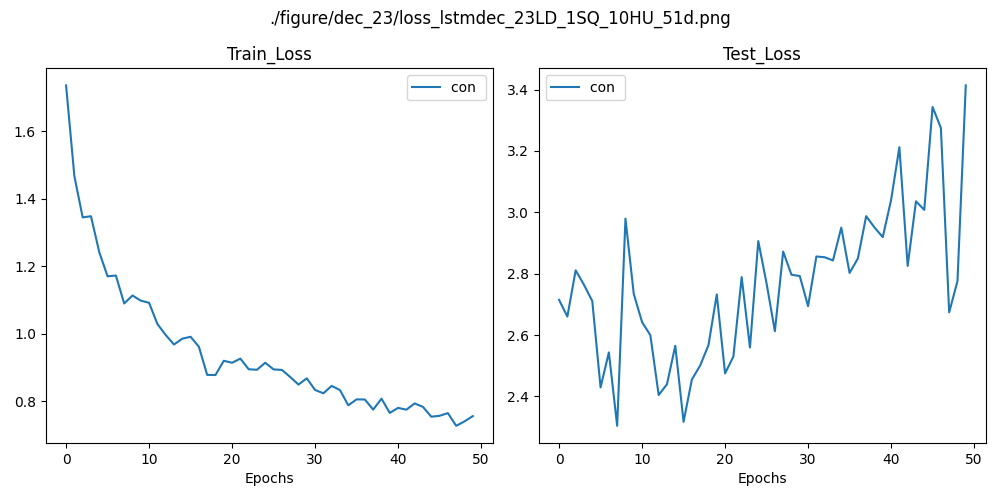 ./figure/dec_23/loss_lstmdec_23LD_1SQ_10HU_51d.png
Train_Loss
con
1.6
1.4
1.2
1.0
0.8
0 10 20 30 40 50
Epochs
Test_Loss
con
3.4
3.2
3.0
2.8
2.6
2.4
0 10 20 30 40 50
Epochs